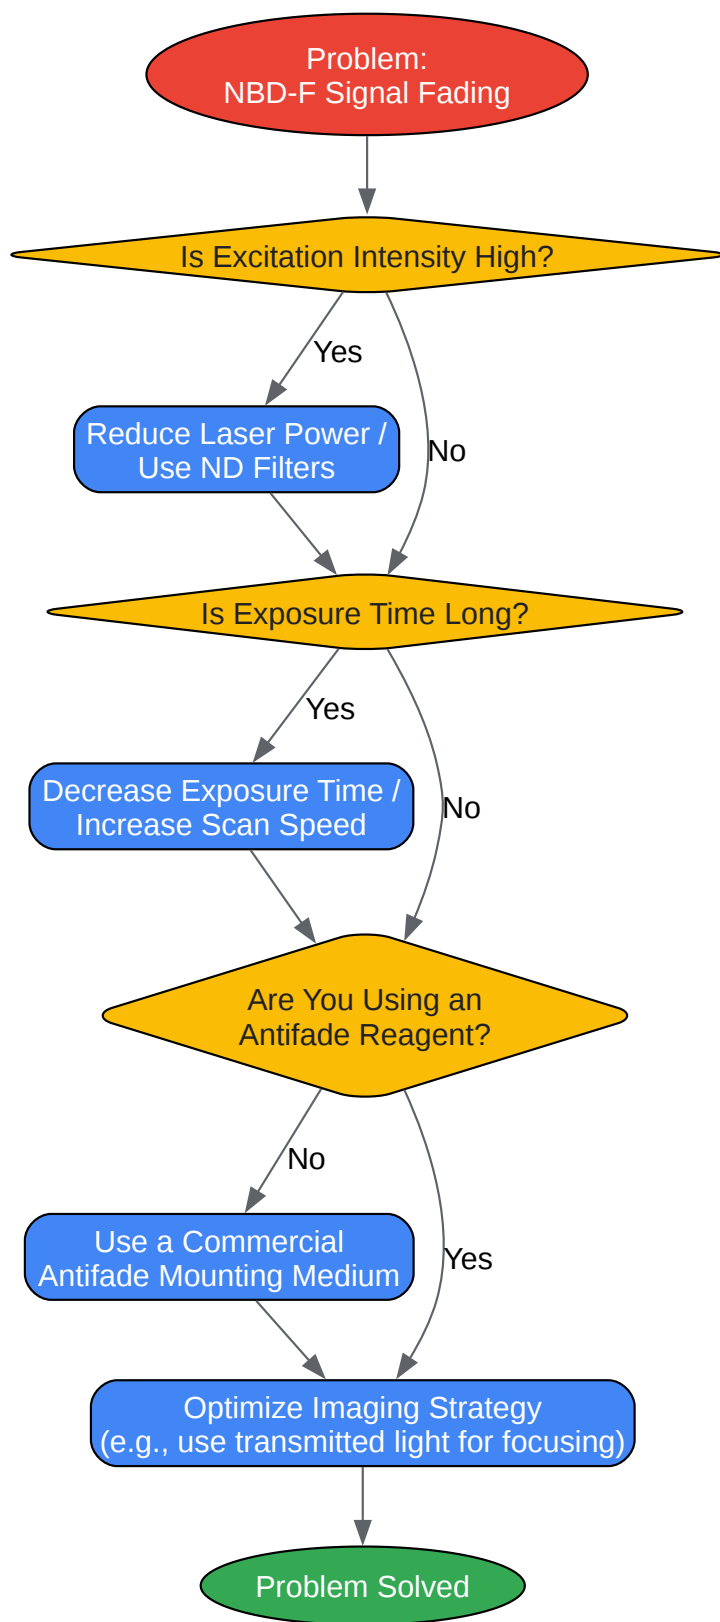 Problem:
NBD-F Signal Fading
Is Excitation Intensity High?
Yes
Reduce Laser Power /
Use ND Filters
No
Is Exposure Time Long?
Yes
Decrease Exposure Time /
Increase Scan Speed
No
Are You Using an
Antifade Reagent?
No
Use a Commercial
Antifade Mounting Medium
Yes
Optimize Imaging Strategy
(e.g., use transmitted light for focusing)
Problem Solved